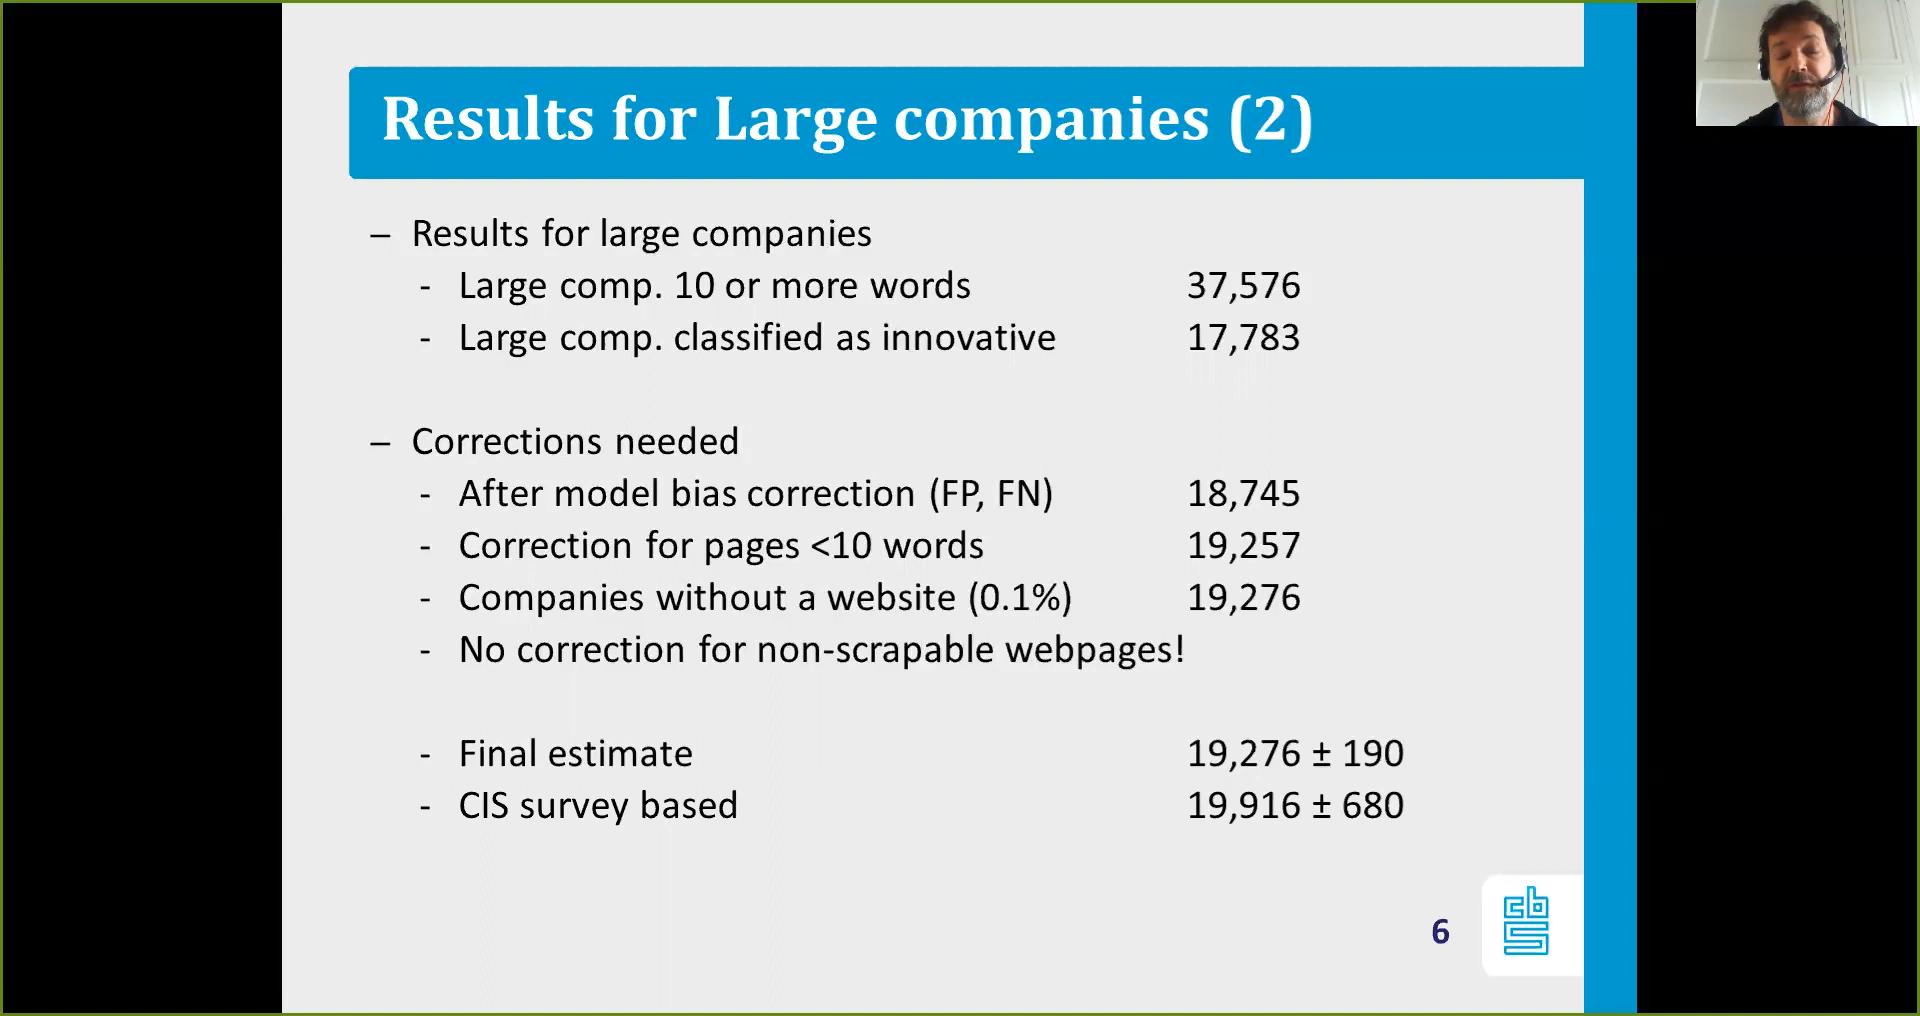 Results for Large companies (2)
– Results for large companies
- Large comp. 10 or more words 37,576
- Large comp. classified as innovative 17,783
– Corrections needed
- After model bias correction (FP, FN) 18,745
- Correction for pages <10 words 19,257
- Companies without a website (0.1%) 19,276
- No correction for non-scrapable webpages!
- Final estimate 19,276 ± 190
- CIS survey based 19,916 ± 680
6
cbs